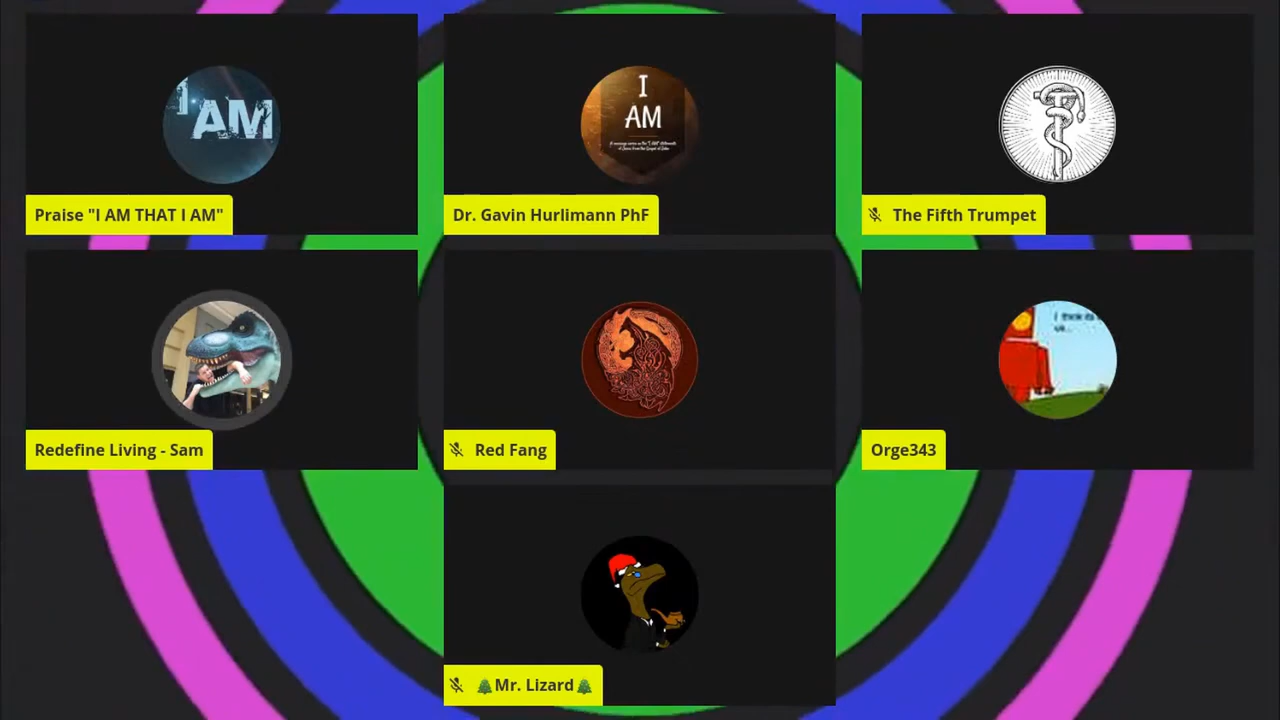 I AM
Praise "I AM THAT I AM"
I
AM
Dr. Gavin Hurlimann PhF
The Fifth Trumpet
Redefine Living - Sam
Red Fang
I think
Orge343
🌲Mr. Lizard🌲